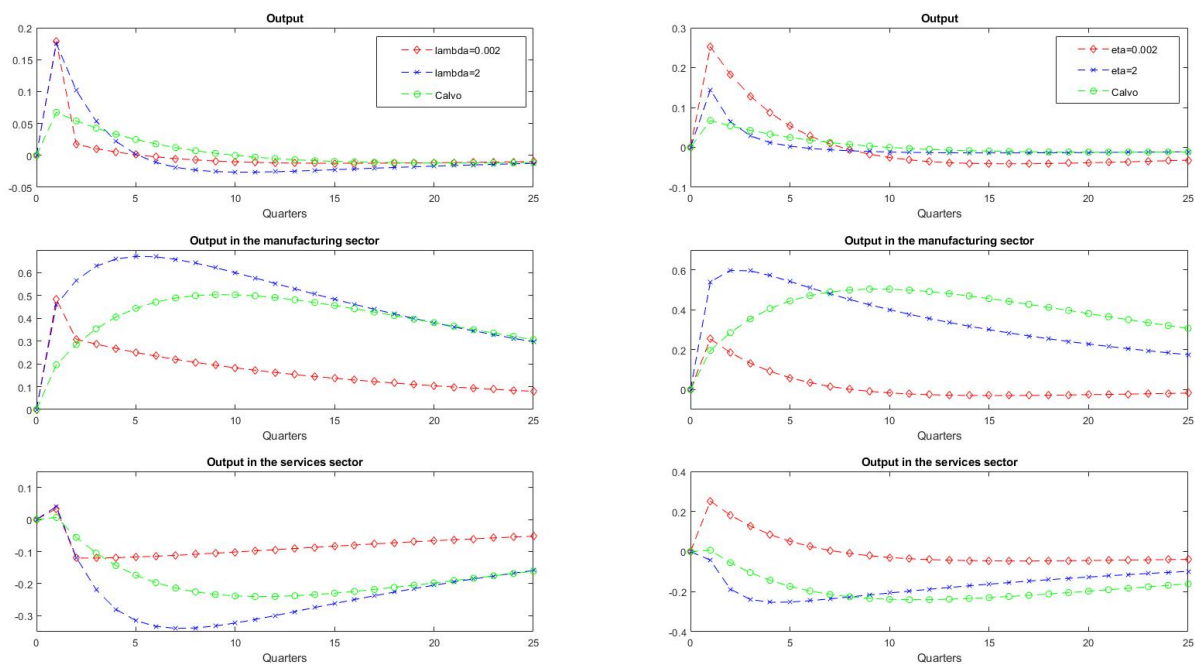 Output
0.2
0.15
0.1
0.05
0
-0.05
lambda=0.002
lambda=2
Calvo
0 5 10 15 20 25
Quarters
Output in the manufacturing sector
0.6
0.5
0.4
0.3
0.2
0.1
0
0 5 10 15 20 25
Quarters
Output in the services sector
0.1
0
-0.1
-0.2
-0.3
0 5 10 15 20 25
Quarters
Output
0.3
0.2
0.1
0
-0.1
eta=0.002
eta=2
Calvo
0 5 10 15 20 25
Quarters
Output in the manufacturing sector
0.6
0.4
0.2
0
0 5 10 15 20 25
Quarters
Output in the services sector
0.4
0.2
0
-0.2
-0.4
0 5 10 15 20 25
Quarters